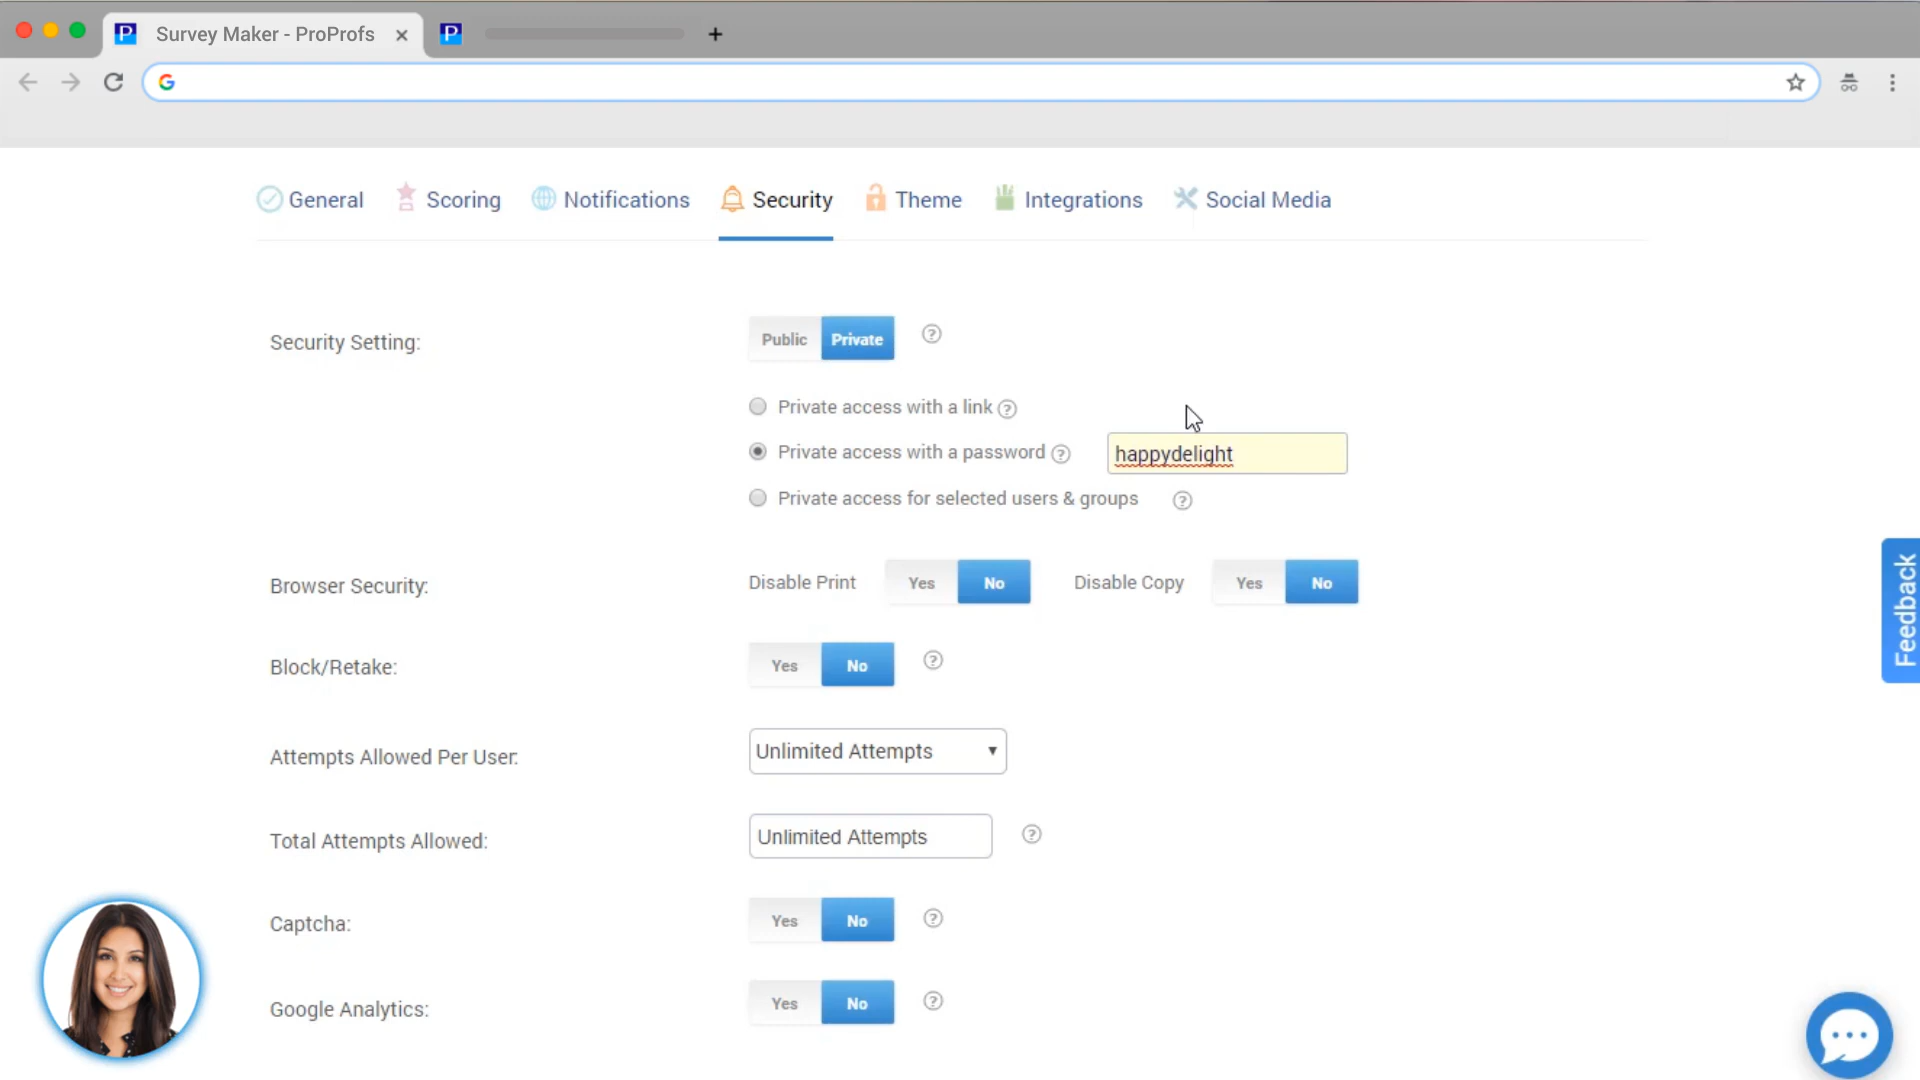 Survey Maker - ProProfs
General Scoring Notifications Security Theme Integrations Social Media
Security Setting: Public Private
Private access with a link
Private access with a password happydelight
Private access for selected users & groups
Browser Security: Disable Print Yes No Disable Copy Yes No
Block/Retake: Yes No
Attempts Allowed Per User: Unlimited Attempts
Total Attempts Allowed: Unlimited Attempts
Captcha: Yes No
Google Analytics: Yes No
Feedback